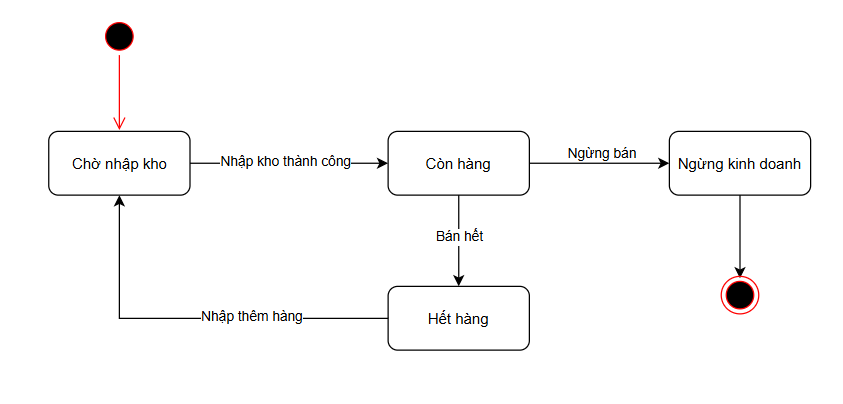 Chờ nhập kho
Nhập kho thành công
Còn hàng
Ngừng bán
Ngừng kinh doanh
Bán hết
Nhập thêm hàng
Hết hàng